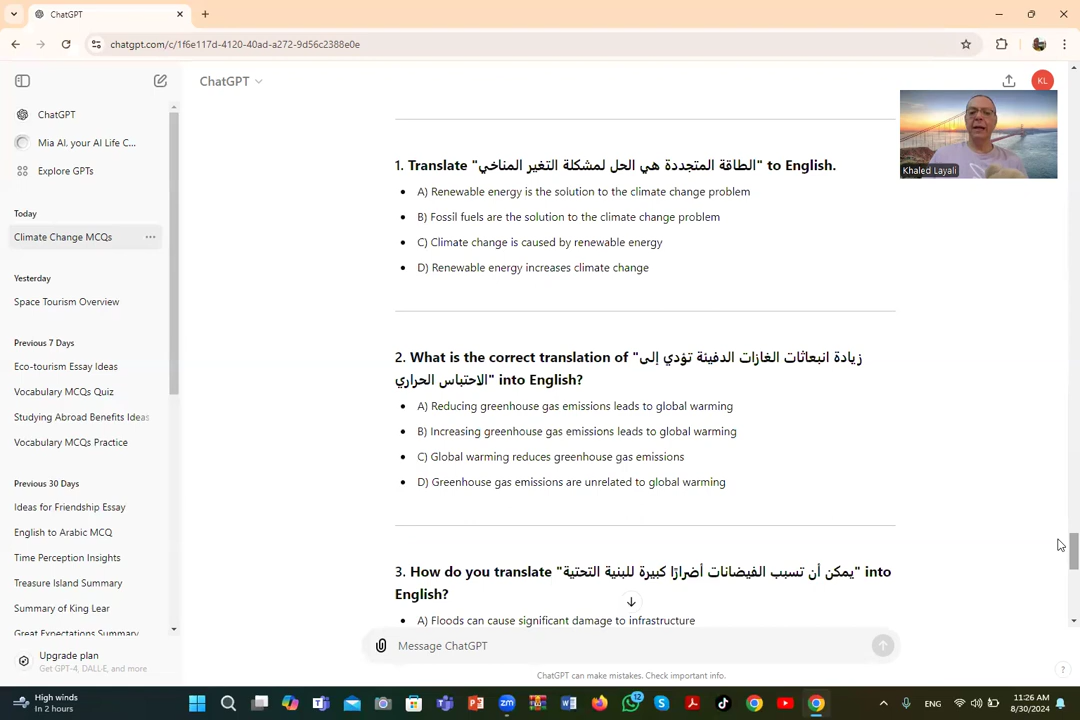 ChatGPT
chatgpt.com/c/1f6e117d-4120-40ad-a272-9d56c2388e0e
ChatGPT
KL
ChatGPT
Mia AI, your AI Life C...
Explore GPTs
Today
Climate Change MCQs
Yesterday
Space Tourism Overview
Previous 7 Days
Eco-tourism Essay Ideas
Vocabulary MCQs Quiz
Studying Abroad Benefits Ideas
Vocabulary MCQs Practice
Previous 30 Days
Ideas for Friendship Essay
English to Arabic MCQ
Time Perception Insights
Treasure Island Summary
Summary of King Lear
Great Expectations Summary
Upgrade plan
Get GPT-4, DALL-E, and more
Khaled Layali
1. Translate "الطاقة المتجددة هي الحل لمشكلة التغير المناخي" to English.
A) Renewable energy is the solution to the climate change problem
B) Fossil fuels are the solution to the climate change problem
C) Climate change is caused by renewable energy
D) Renewable energy increases climate change
2. What is the correct translation of "زيادة انبعاثات الغازات الدفيئة تؤدي إلى
الاحتباس الحراري" into English?
A) Reducing greenhouse gas emissions leads to global warming
B) Increasing greenhouse gas emissions leads to global warming
C) Global warming reduces greenhouse gas emissions
D) Greenhouse gas emissions are unrelated to global warming
3. How do you translate "يمكن أن تسبب الفيضانات أضرارًا كبيرة للبنية التحتية" into
English?
A) Floods can cause significant damage to infrastructure
Message ChatGPT
ChatGPT can make mistakes. Check important info.
?
High winds
In 2 hours
12
ENG
11:26 AM
8/30/2024